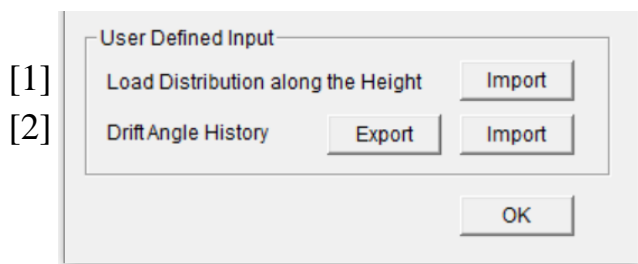 User Defined Input
[1] Load Distribution along the Height Import
[2] Drift Angle History Export Import
OK